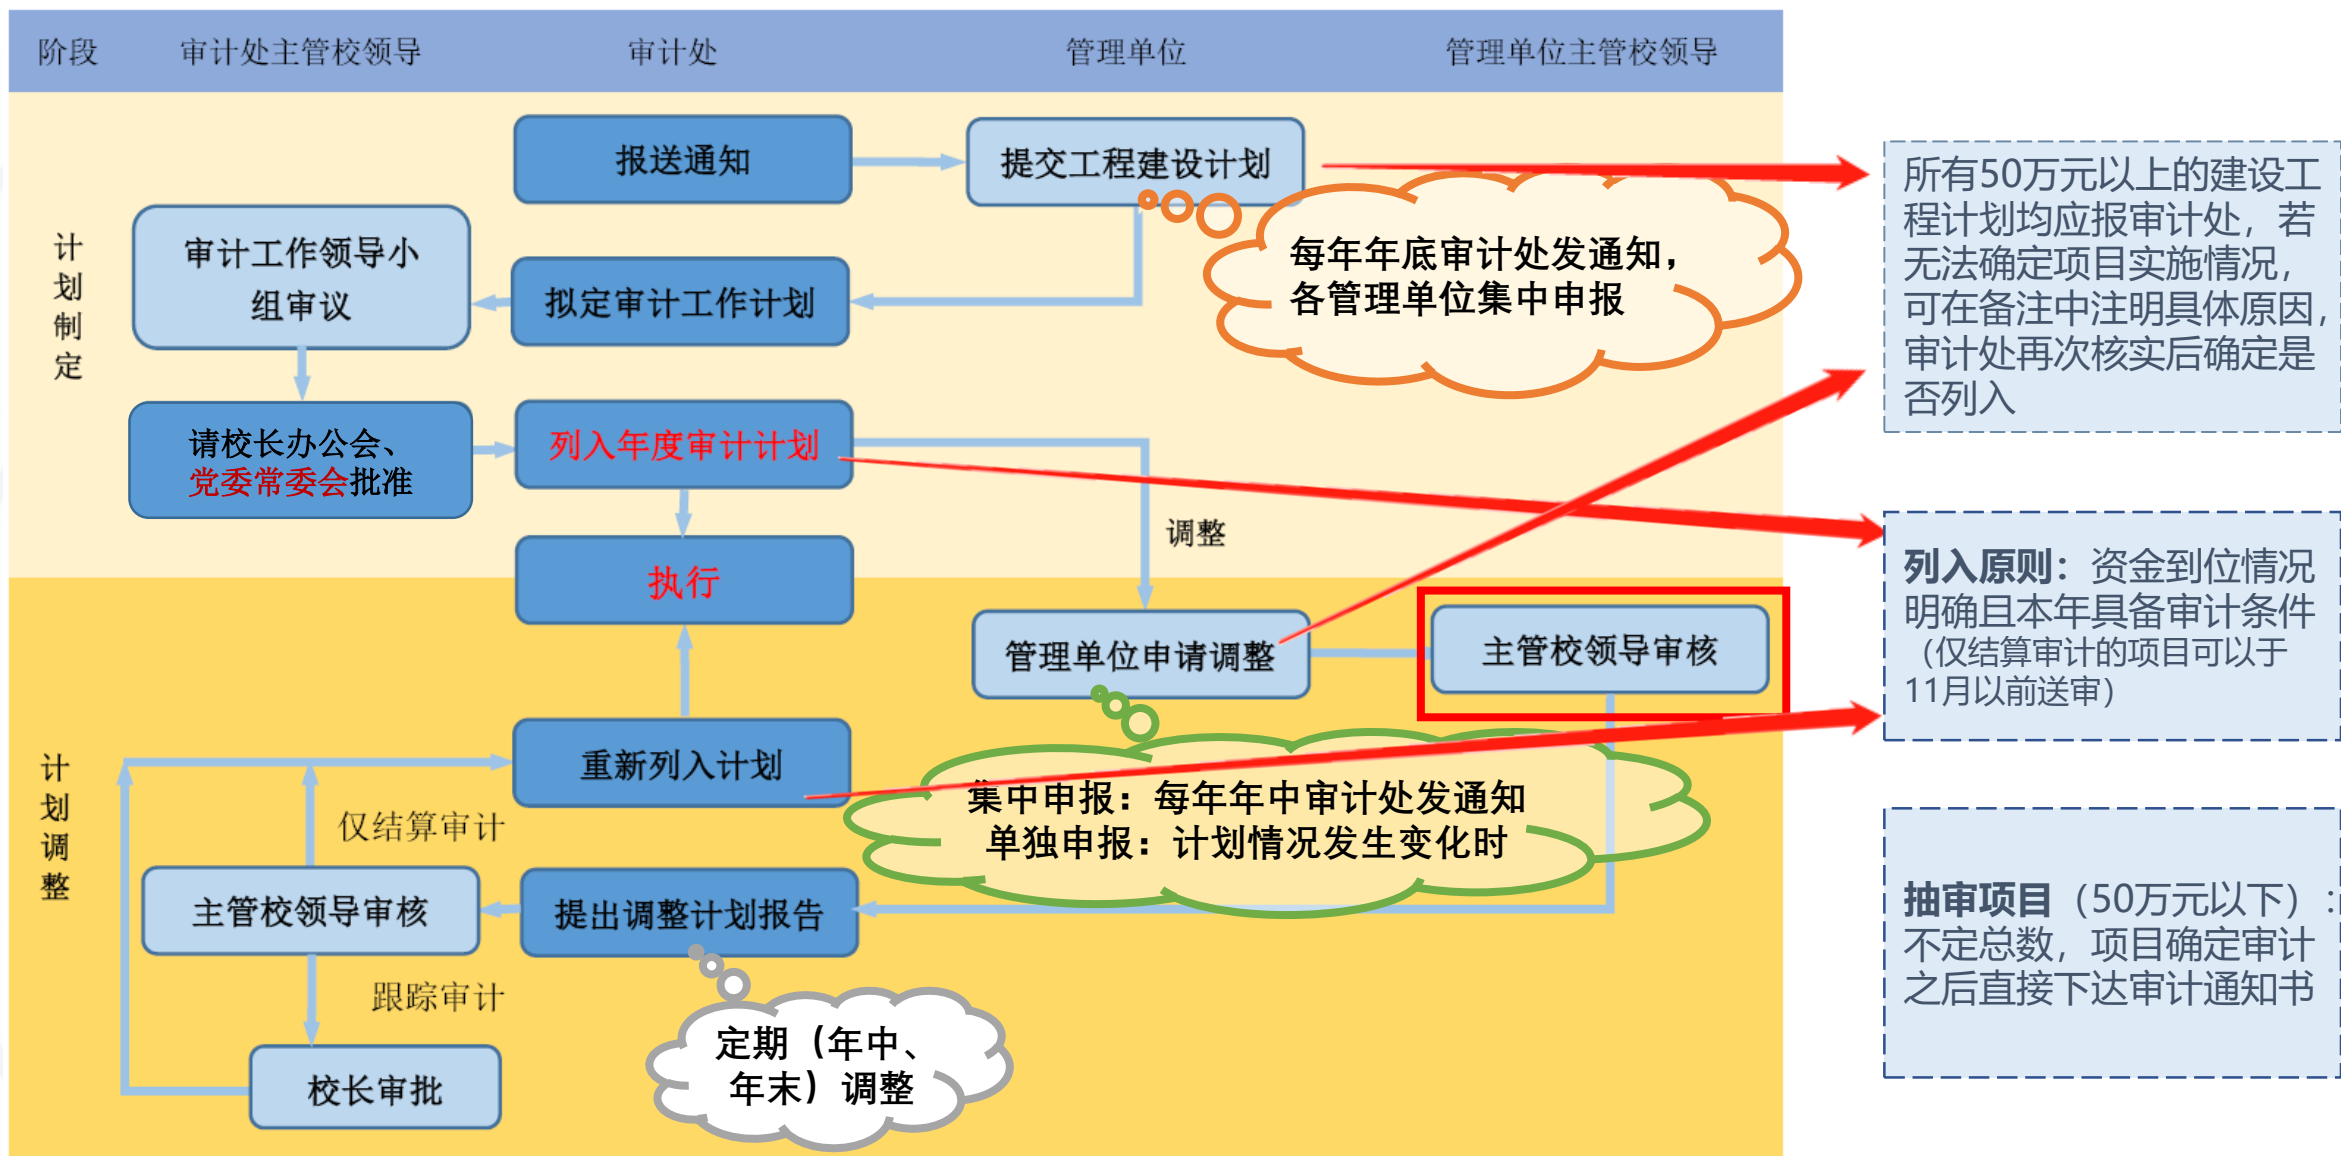 阶段
审计处主管校领导
审计处
管理单位
管理单位主管校领导
计划制定
报送通知
提交工程建设计划
每年年底审计处发通知，
各管理单位集中申报
审计工作领导小
组审议
拟定审计工作计划
请校长办公会、
党委常委会批准
列入年度审计计划
调整
执行
计划调整
管理单位申请调整
主管校领导审核
重新列入计划
集中申报：每年年中审计处发通知
单独申报：计划情况发生变化时
仅结算审计
主管校领导审核
提出调整计划报告
跟踪审计
定期（年中、
年末）调整
校长审批
所有50万元以上的建设工
程计划均应报审计处，若
无法确定项目实施情况，
可在备注中注明具体原因，
审计处再次核实后确定是
否列入
列入原则：资金到位情况
明确且本年具备审计条件
（仅结算审计的项目可以于
11月以前送审）
抽审项目（50万元以下）：
不定总数，项目确定审计
之后直接下达审计通知书